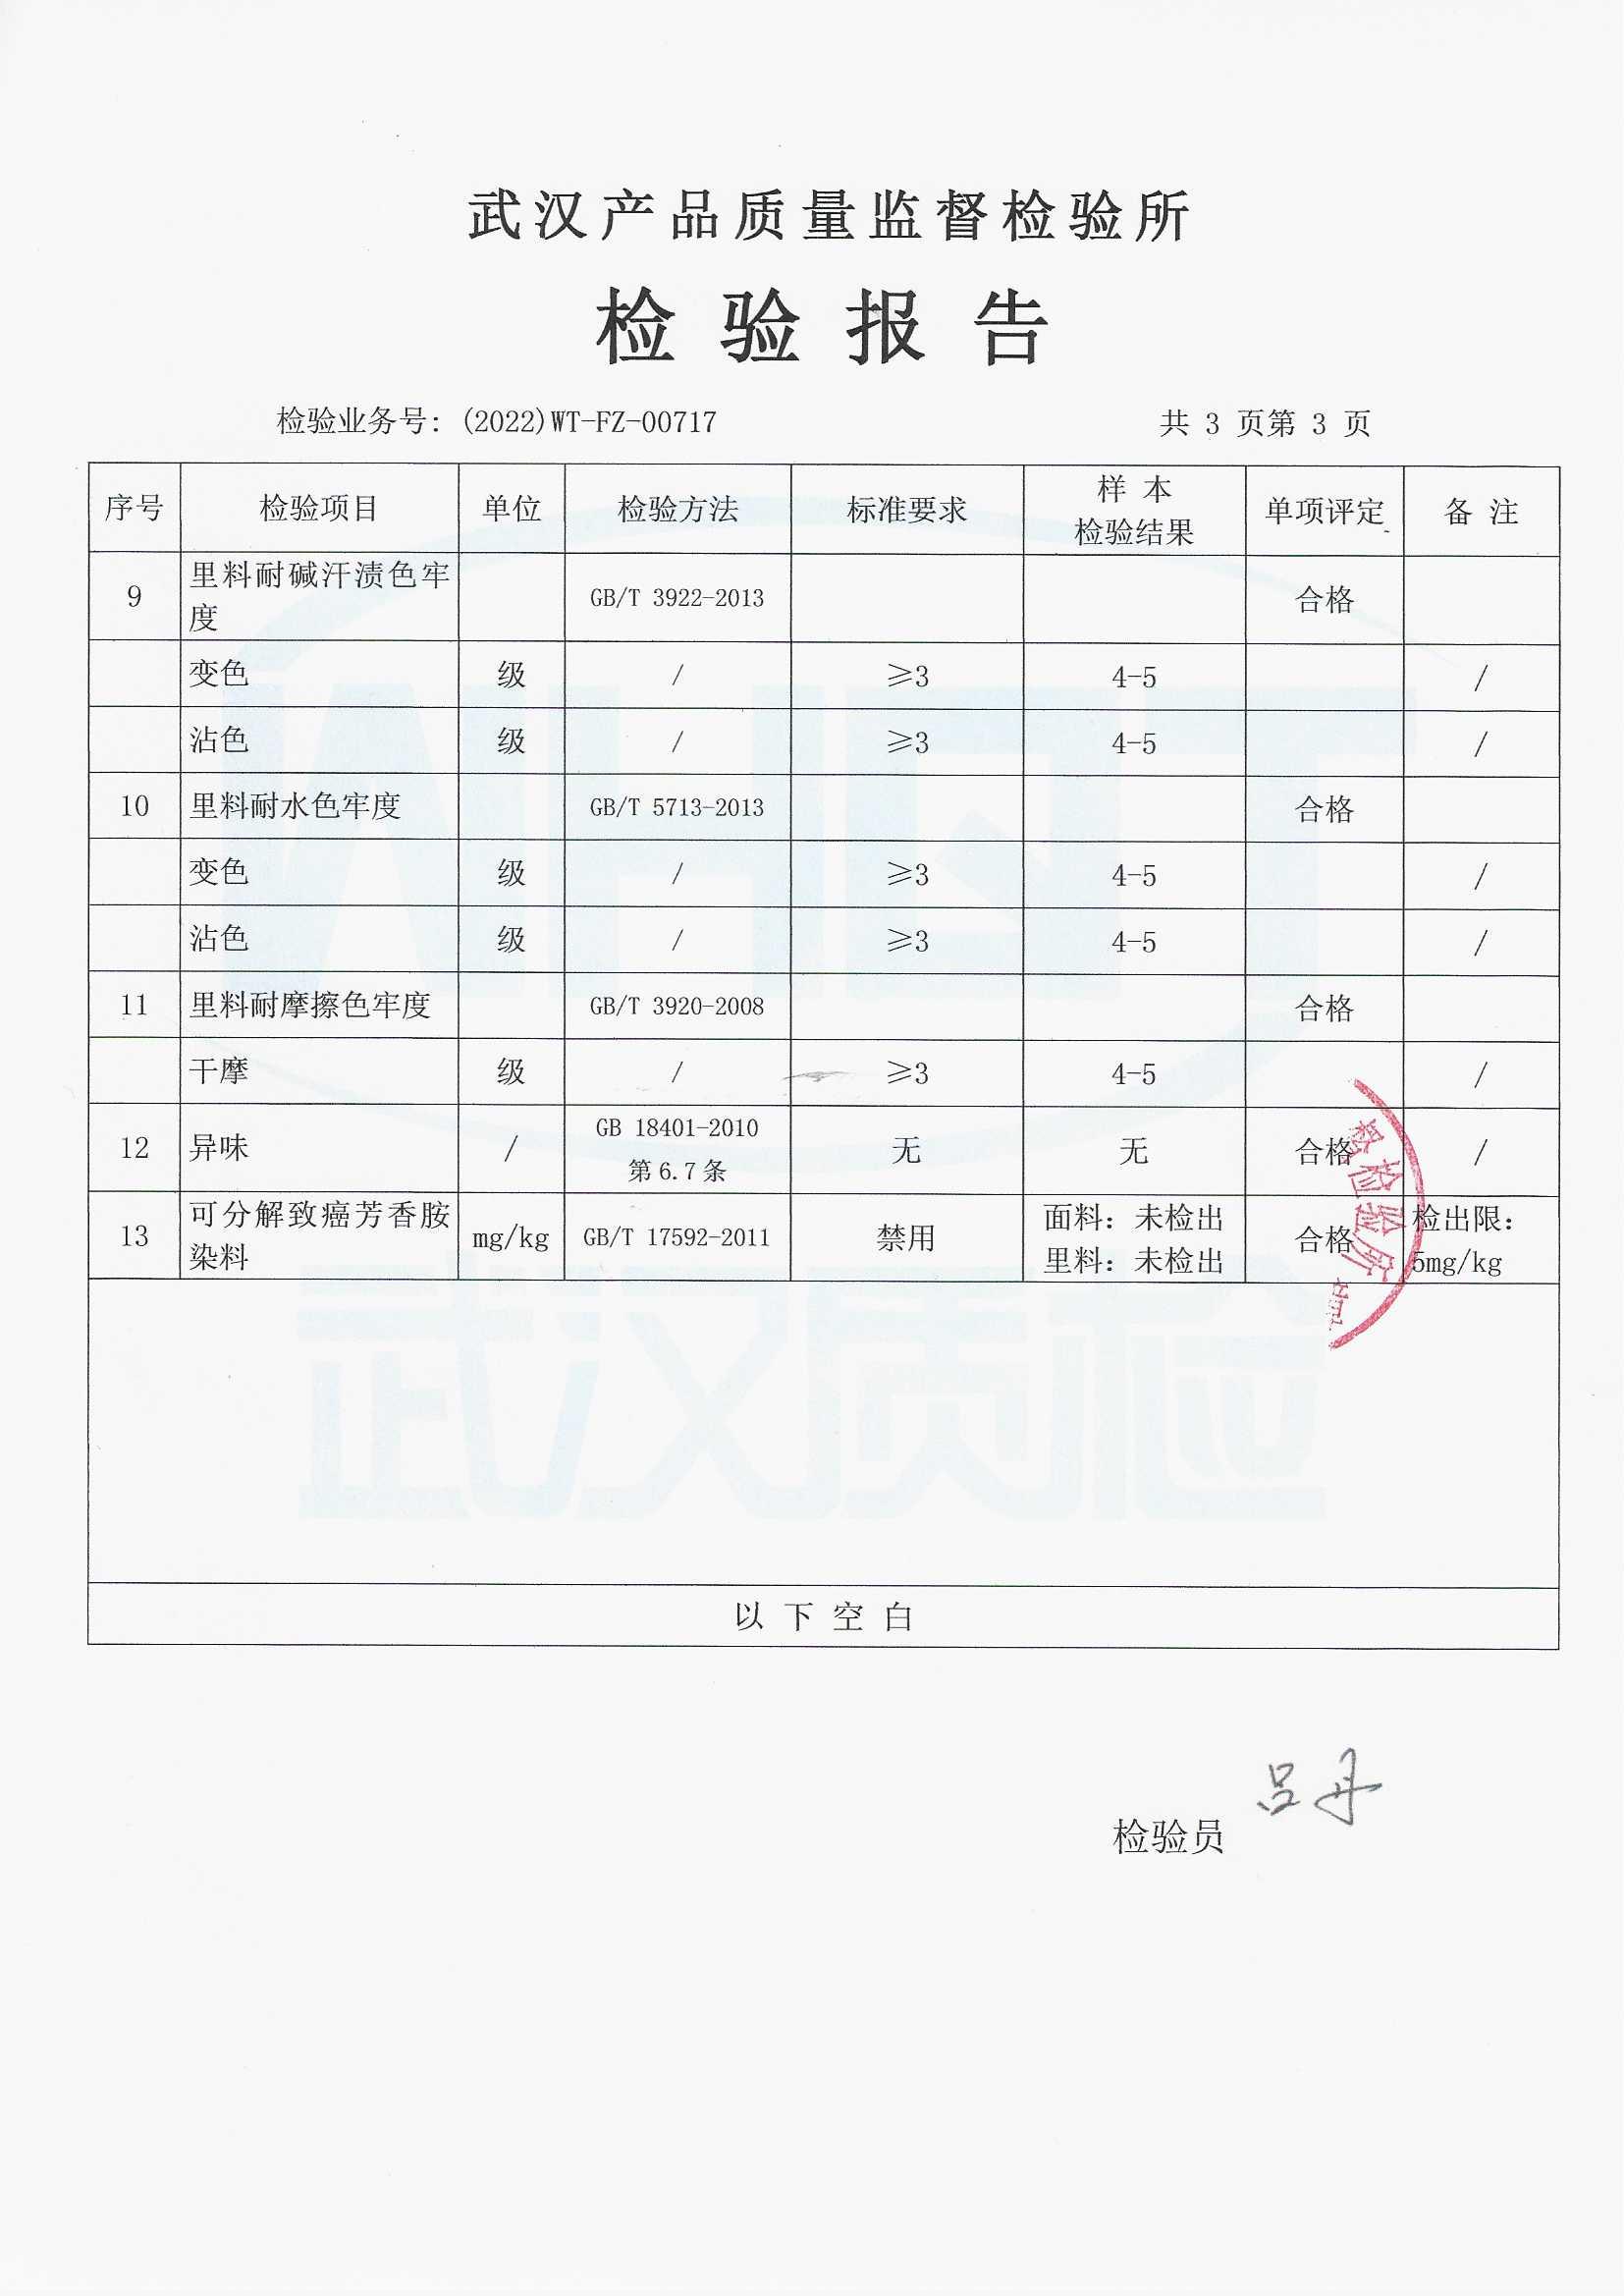 武汉产品质量监督检验所
检验报告
检验业务号：(2022)WT-FZ-00717 共 3 页第 3 页
序号 检验项目 单位 检验方法 标准要求 样本检验结果 单项评定 备注
9 里料耐碱汗渍色牢度 GB/T 3922-2013 合格
变色 级 / ≥3 4-5 /
沾色 级 / ≥3 4-5 /
10 里料耐水色牢度 GB/T 5713-2013 合格
变色 级 / ≥3 4-5 /
沾色 级 / ≥3 4-5 /
11 里料耐摩擦色牢度 GB/T 3920-2008 合格
干摩 级 / ≥3 4-5 /
12 异味 / GB 18401-2010 第6.7条 无 无 合格 /
13 可分解致癌芳香胺染料 mg/kg GB/T 17592-2011 禁用 面料：未检出 里料：未检出 合格 检出限：5mg/kg
督检验所
以下空白
检验员 吕丹
WHQTI
武汉质检